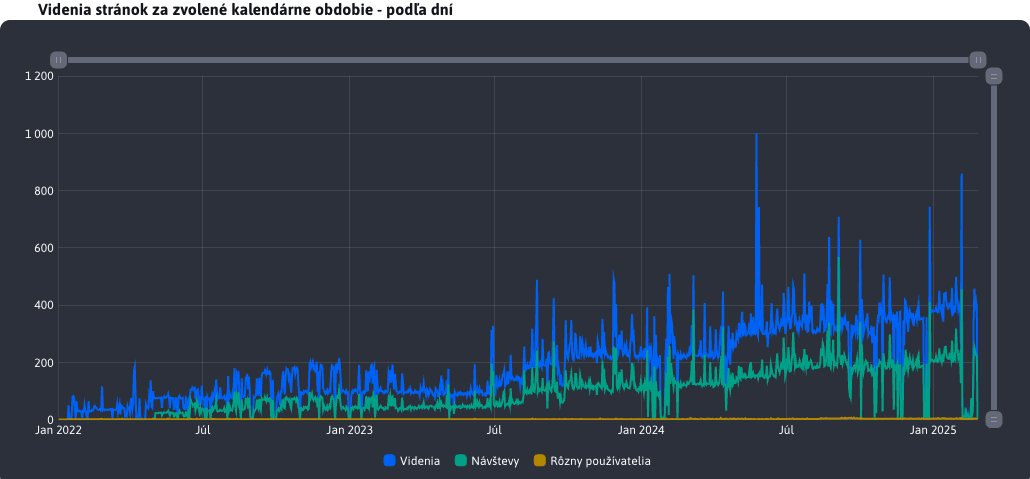 Videnia stránok za zvolené kalendárne obdobie - podľa dní
1 200
1 000
800
600
400
200
0
Jan 2022 Júl Jan 2023 Júl Jan 2024 Júl Jan 2025
Videnia Návštevy Rôzny používatelia